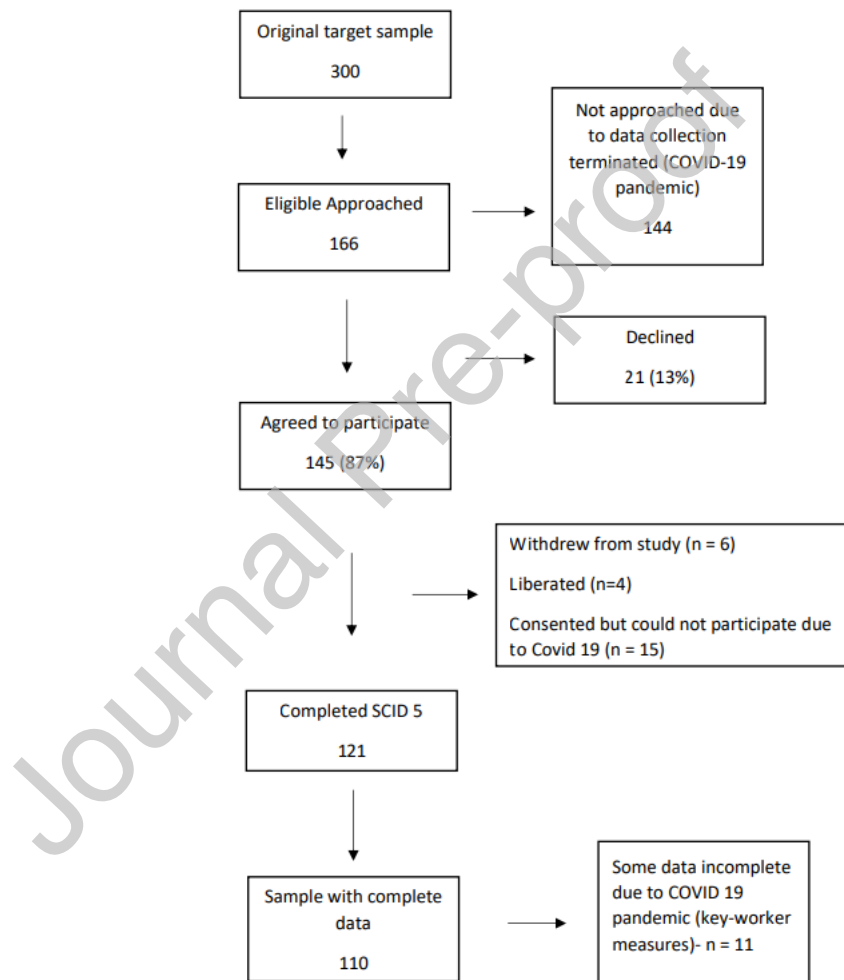 Original target sample
300
Not approached due
to data collection
terminated (COVID-19
pandemic)
144
Eligible Approached
166
Declined
21 (13%)
Agreed to participate
145 (87%)
Withdrew from study (n = 6)
Liberated (n=4)
Consented but could not participate due
to Covid 19 (n = 15)
Completed SCID 5
121
Some data incomplete
due to COVID 19
pandemic (key-worker
measures)- n = 11
Sample with complete
data
110
Journal Pre-proof